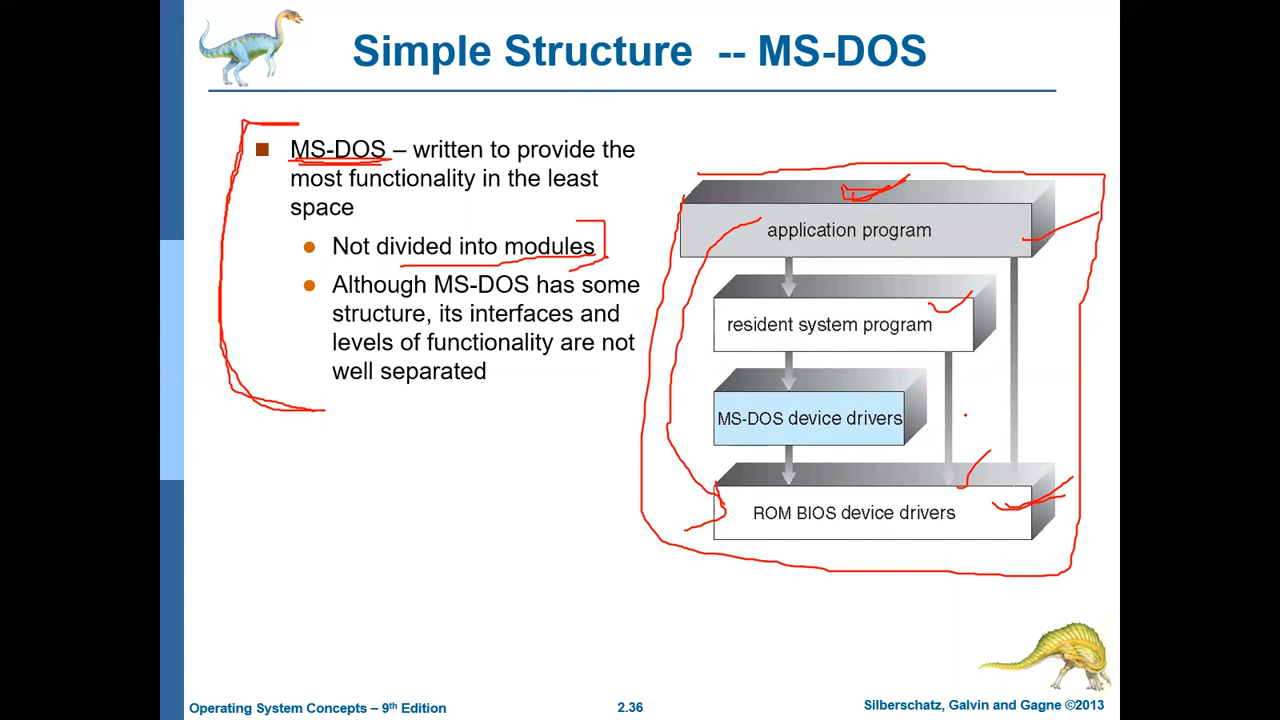 Simple Structure -- MS-DOS
■ MS-DOS – written to provide the
most functionality in the least
space
● Not divided into modules
● Although MS-DOS has some
structure, its interfaces and
levels of functionality are not
well separated
application program
resident system program
MS-DOS device drivers
ROM BIOS device drivers
Operating System Concepts – 9th Edition
2.36
Silberschatz, Galvin and Gagne ©2013